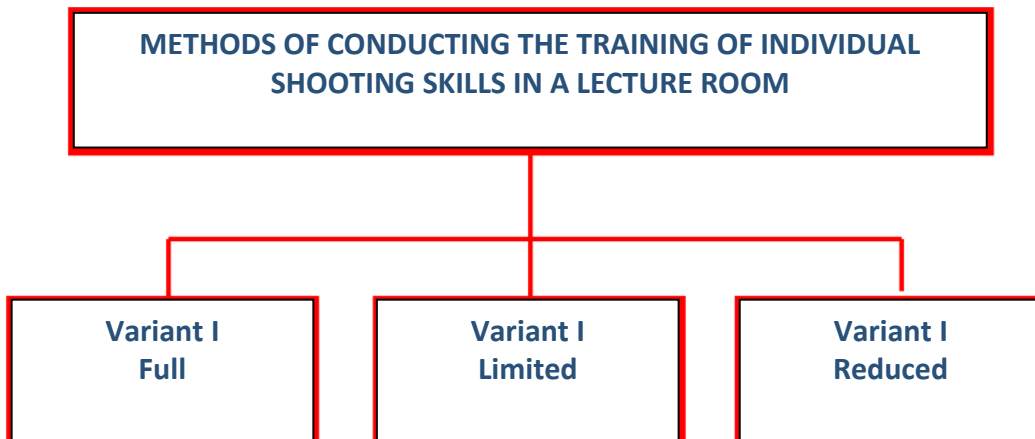 METHODS OF CONDUCTING THE TRAINING OF INDIVIDUAL
SHOOTING SKILLS IN A LECTURE ROOM
Variant I
Full
Variant I
Limited
Variant I
Reduced